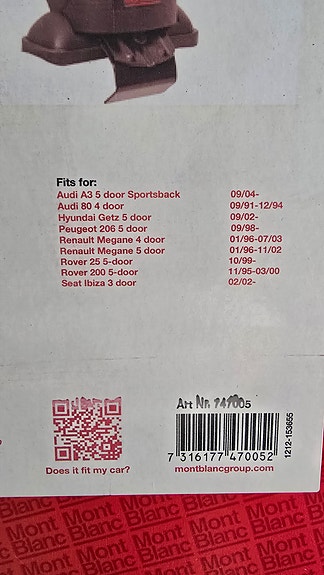 Fits for:
Audi A3 5 door Sportsback 09/04-
Audi 80 4 door 09/91-12/94
Hyundai Getz 5 door 09/02-
Peugeot 206 5 door 09/98-
Renault Megane 4 door 01/96-07/03
Renault Megane 5 door 01/96-11/02
Rover 25 5-door 10/99-
Rover 200 5-door 11/95-03/00
Seat Ibiza 3 door 02/02-
Art Nr. 747005
7 316177 470052
1212-153655
Does it fit my car?
montblancgroup.com
Mont Blanc